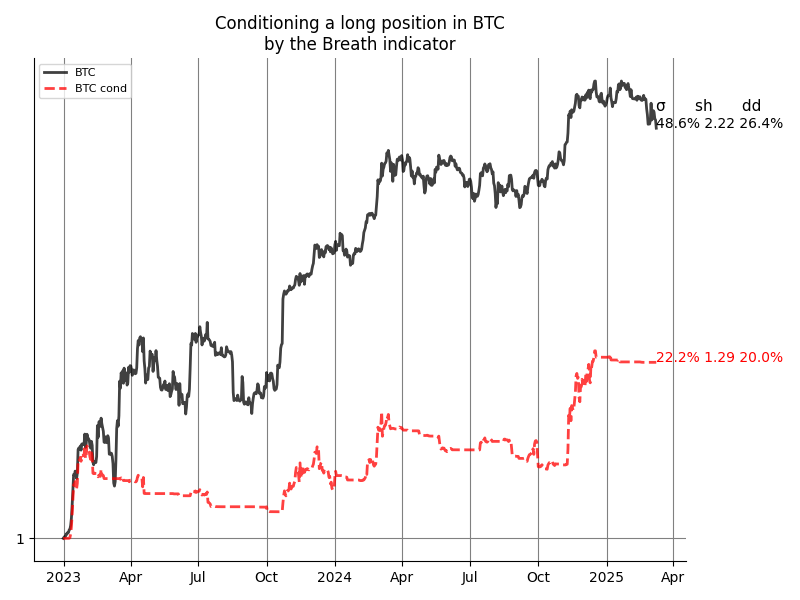 Conditioning a long position in BTC
by the Breath indicator
BTC
BTC cond
σ sh dd
48.6% 2.22 26.4%
22.2% 1.29 20.0%
1
2023 Apr Jul Oct 2024 Apr Jul Oct 2025 Apr